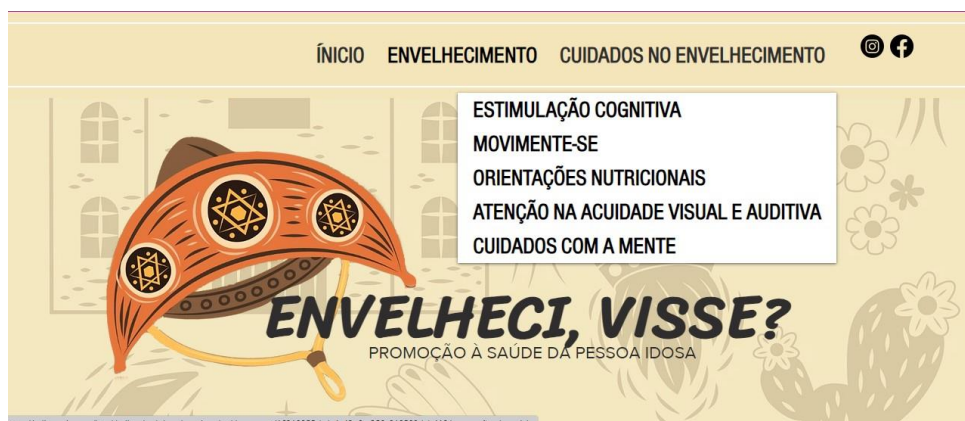 ÍNICIO ENVELHECIMENTO CUIDADOS NO ENVELHECIMENTO
ESTIMULAÇÃO COGNITIVA
MOVIMENTE-SE
ORIENTAÇÕES NUTRICIONAIS
ATENÇÃO NA ACUIDADE VISUAL E AUDITIVA
CUIDADOS COM A MENTE
ENVELHECI, VISSE?
PROMOÇÃO À SAÚDE DA PESSOA IDOSA